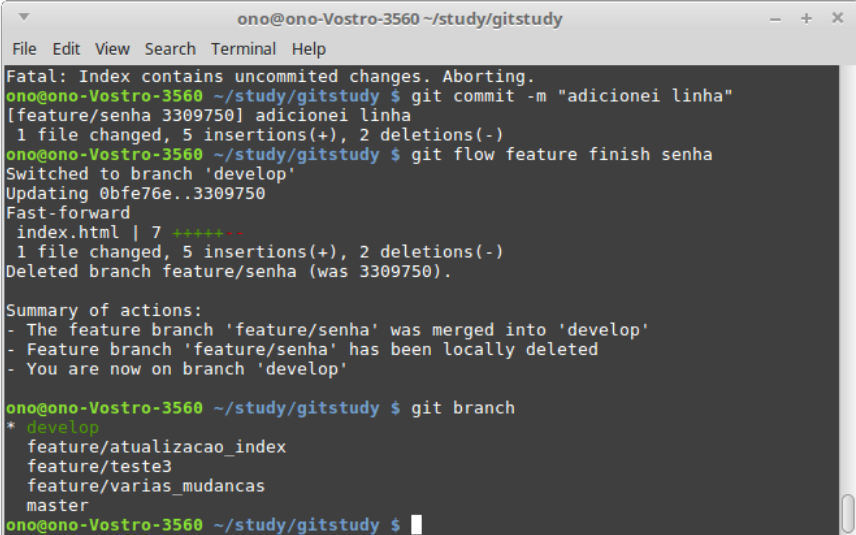 ono@ono-Vostro-3560 ~/study/gitstudy
File Edit View Search Terminal Help
Fatal: Index contains uncommited changes. Aborting.
ono@ono-Vostro-3560 ~/study/gitstudy $ git commit -m "adicionei linha"
[feature/senha 3309750] adicionei linha
 1 file changed, 5 insertions(+), 2 deletions(-)
ono@ono-Vostro-3560 ~/study/gitstudy $ git flow feature finish senha
Switched to branch 'develop'
Updating 0bfe76e..3309750
Fast-forward
 index.html | 7 +++++--
 1 file changed, 5 insertions(+), 2 deletions(-)
Deleted branch feature/senha (was 3309750).

Summary of actions:
- The feature branch 'feature/senha' was merged into 'develop'
- Feature branch 'feature/senha' has been locally deleted
- You are now on branch 'develop'

ono@ono-Vostro-3560 ~/study/gitstudy $ git branch
* develop
  feature/atualizacao_index
  feature/teste3
  feature/varias_mudancas
  master
ono@ono-Vostro-3560 ~/study/gitstudy $